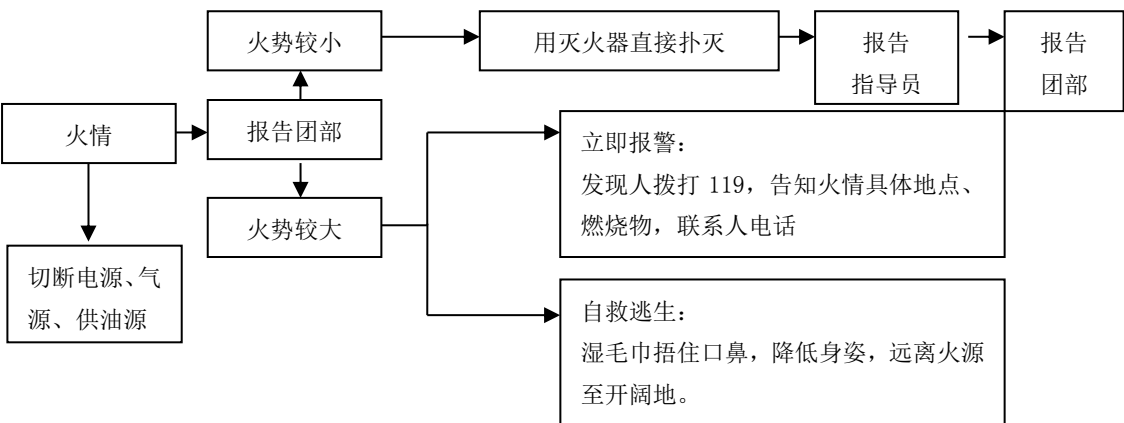 火势较小
用灭火器直接扑灭
报告
指导员
报告
团部
火情
报告团部
立即报警：
发现人拨打 119，告知火情具体地点、
燃烧物，联系人电话
火势较大
切断电源、气
源、供油源
自救逃生：
湿毛巾捂住口鼻，降低身姿，远离火源
至开阔地。